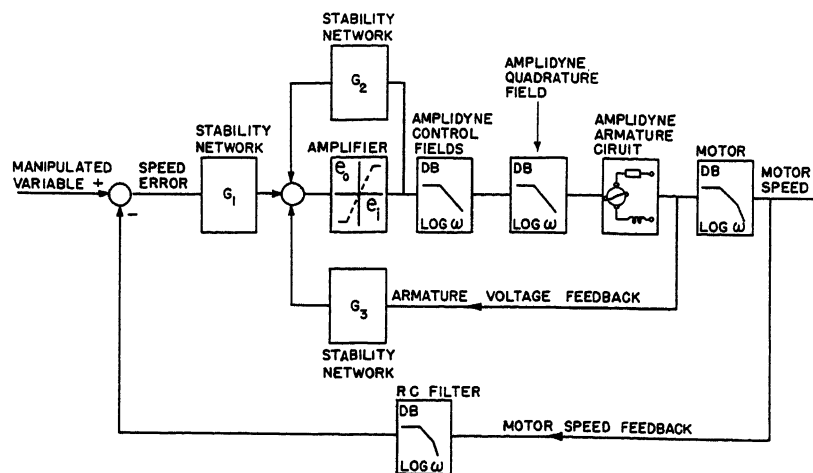 STABILITY
NETWORK
G2
AMPLIDYNE
QUADRATURE
FIELD
STABILITY
NETWORK
G1
AMPLIFIER
eo
ei
AMPLIDYNE
CONTROL
FIELDS
DB
LOG ω
DB
LOG ω
AMPLIDYNE
ARMATURE
CIRUIT
MOTOR
DB
LOG ω
MOTOR
SPEED
MANIPULATED
VARIABLE +
-
SPEED
ERROR
G3
STABILITY
NETWORK
ARMATURE VOLTAGE FEEDBACK
RC FILTER
DB
LOG ω
MOTOR SPEED FEEDBACK